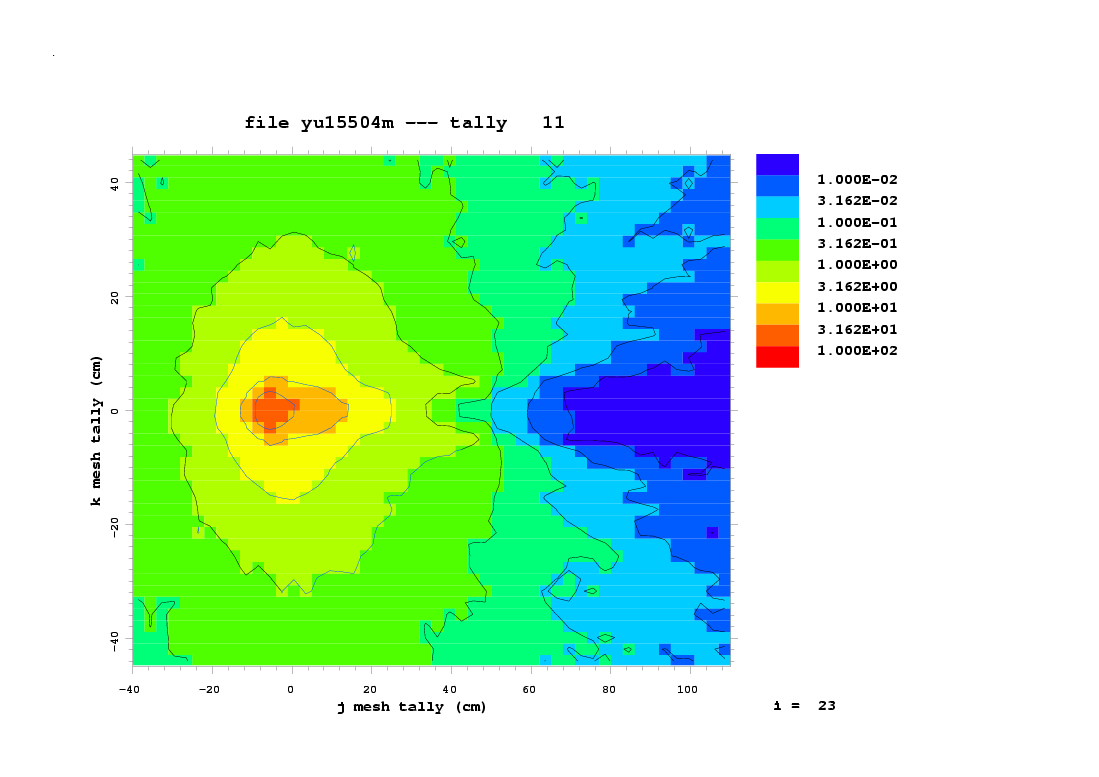 file yu15504m --- tally 11
1.000E-02
3.162E-02
1.000E-01
3.162E-01
1.000E+00
3.162E+00
1.000E+01
3.162E+01
1.000E+02
40
20
0
-20
-40
k mesh tally (cm)
-40 -20 0 20 40 60 80 100
j mesh tally (cm)
i = 23